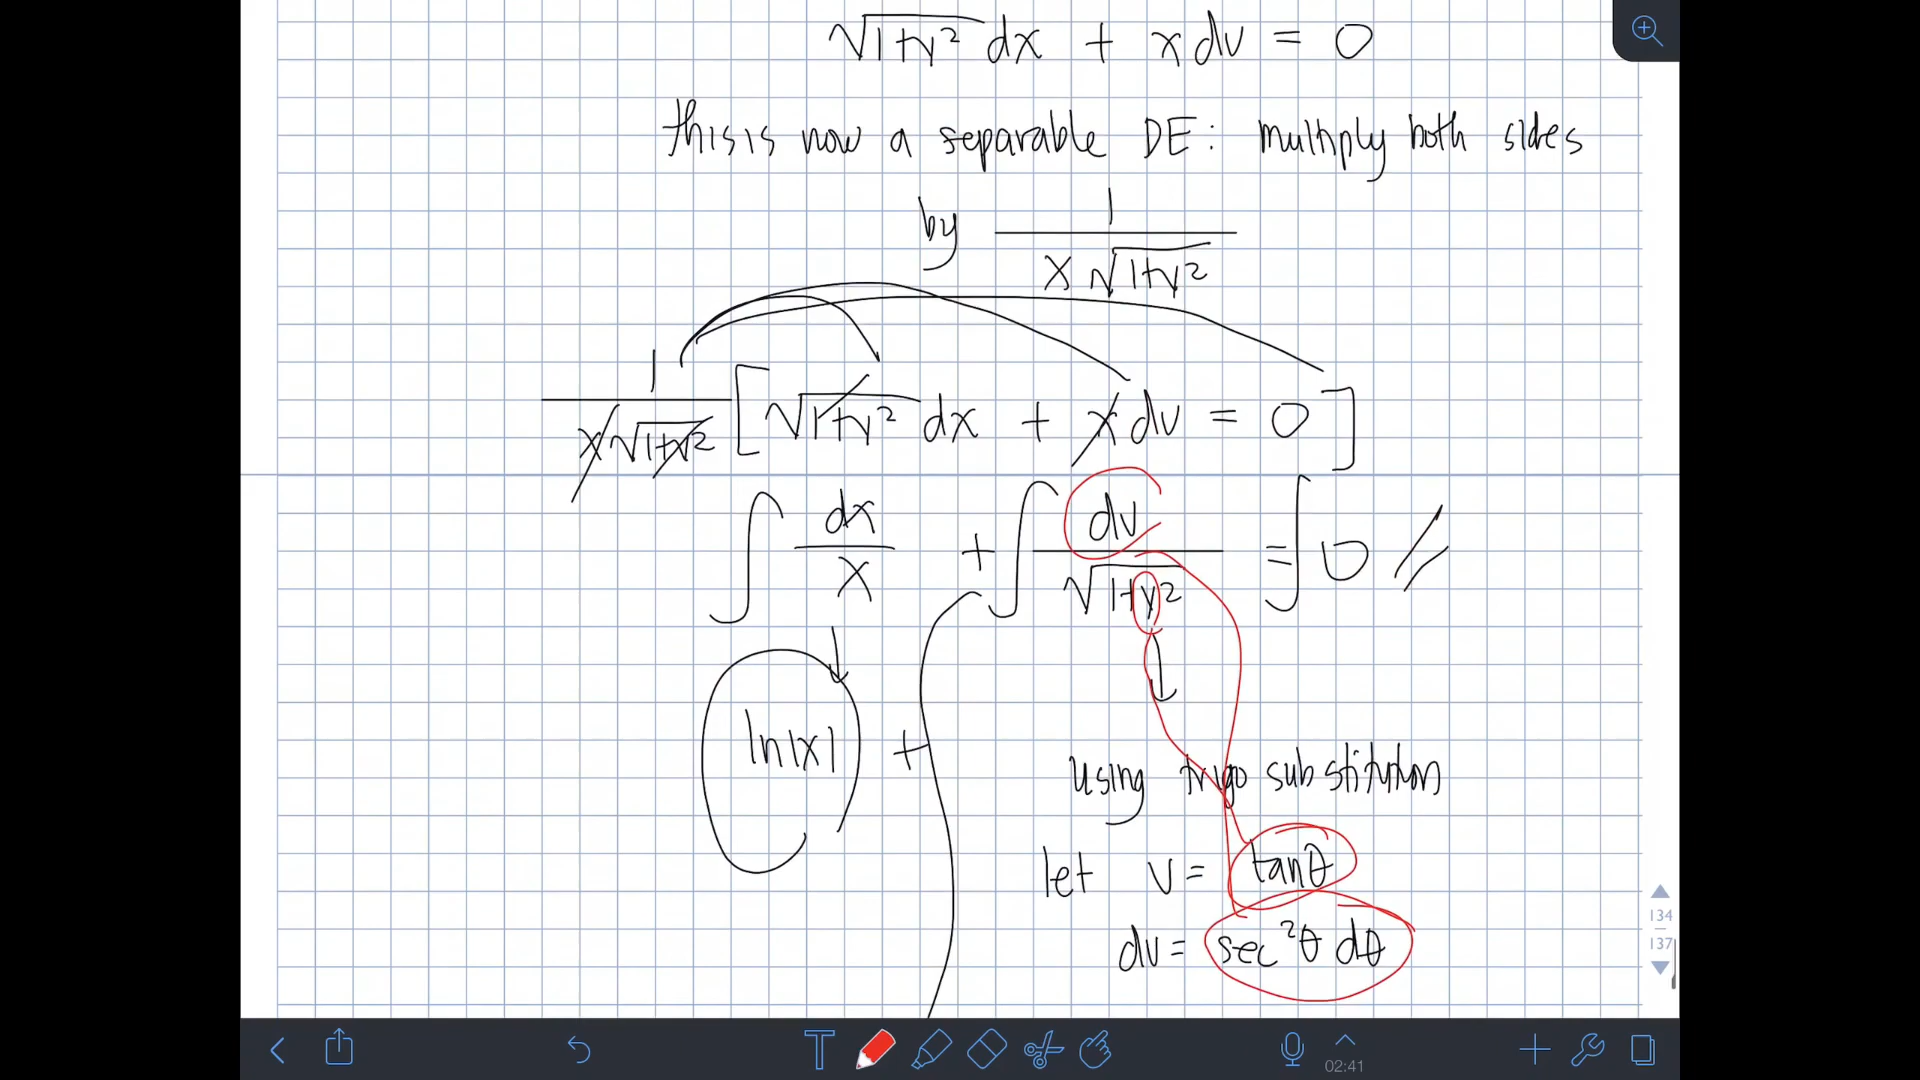 √1+v² dx + x dv = 0
this is now a separable DE: multiply both sides
by 1/(x√1+v²)
1/(x√1+v²) [√1+v² dx + x dv = 0]
∫ dx/x + ∫ dv/√1+v² = ∫ 0 //
ln|x| +
using trigo substitution
let v = tanθ
dv = sec²θ dθ
134
137
T
02:41